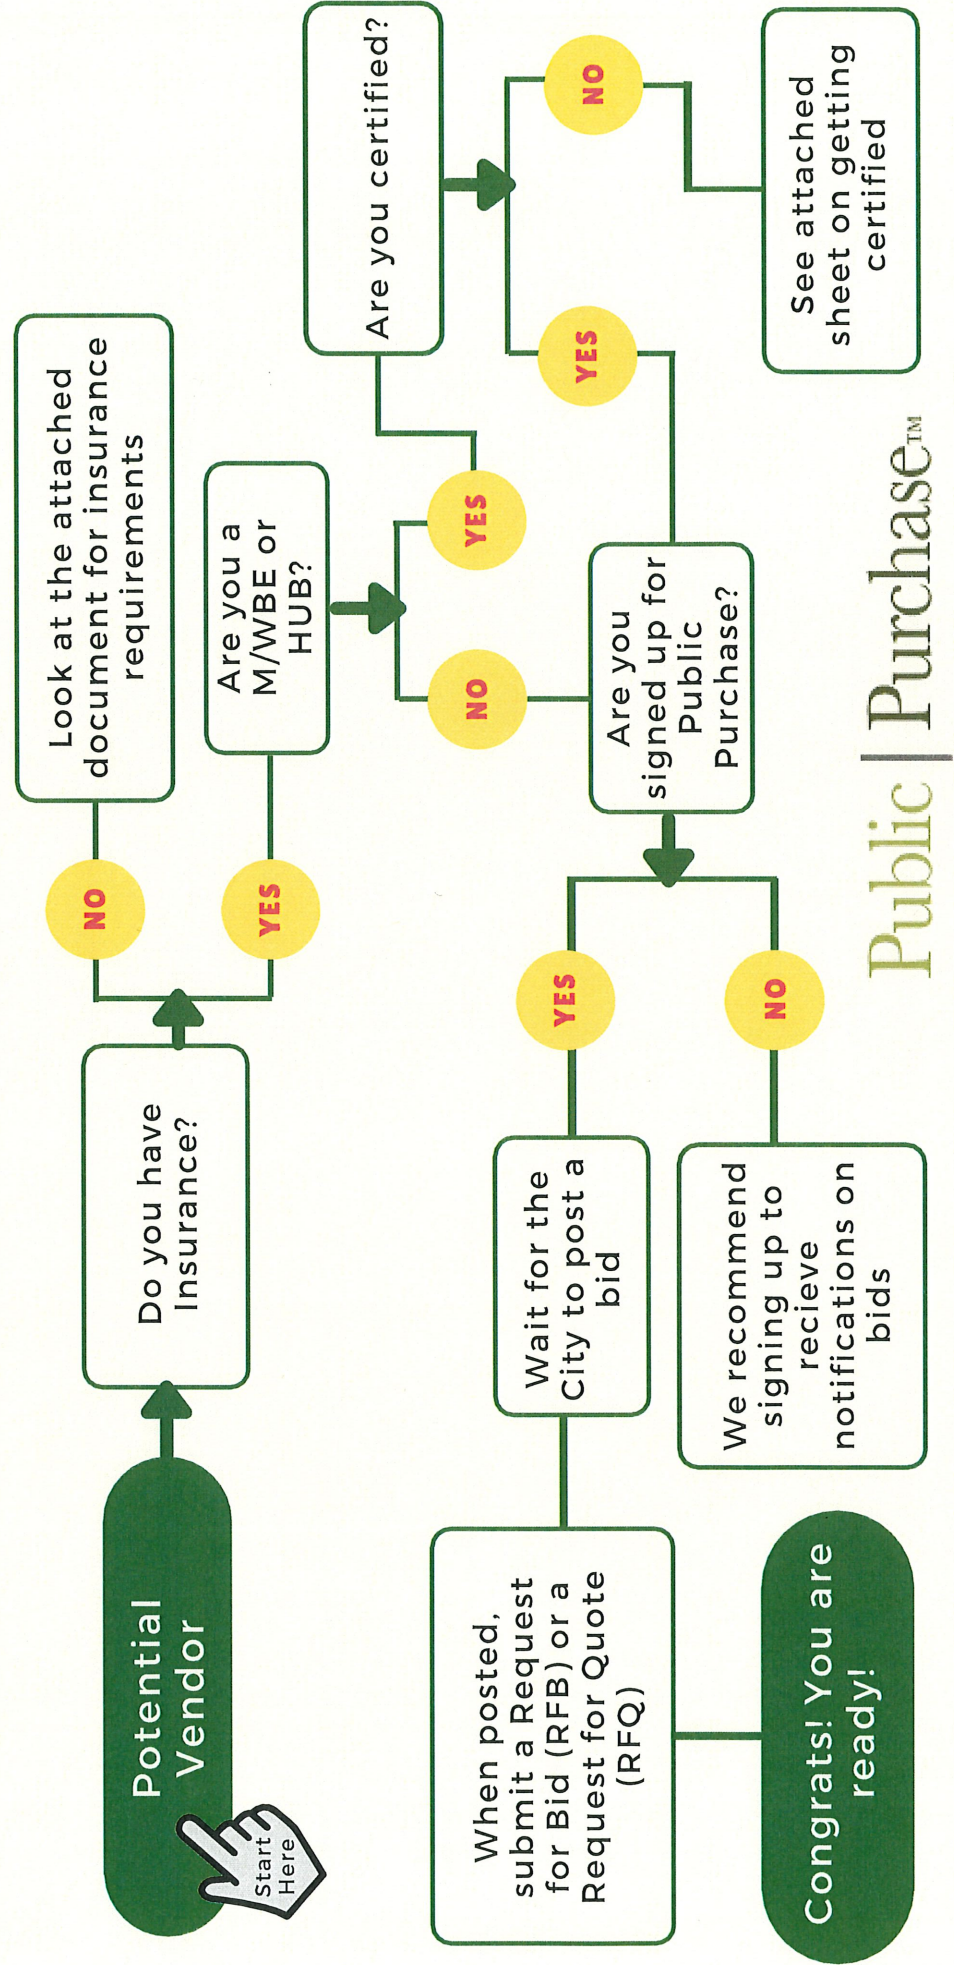 Potential
Vendor
Start
Here
Do you have
Insurance?
NO
Look at the attached
document for insurance
requirements
YES
Are you a
M/WBE or
HUB?
YES
Are you certified?
NO
See attached
sheet on getting
certified
YES
NO
Are you
signed up for
Public
Purchase?
YES
Wait for the
City to post a
bid
When posted,
submit a Request
for Bid (RFB) or a
Request for Quote
(RFQ)
Congrats! You are
ready!
NO
We recommend
signing up to
recieve
notifications on
bids
Public | Purchase™